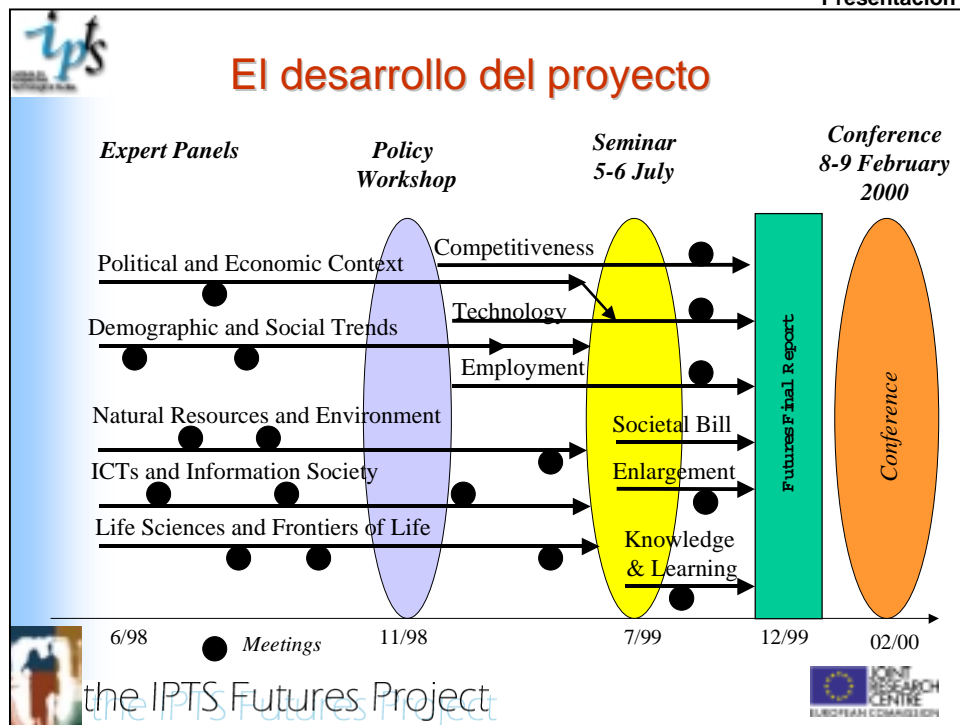 Presentación
ipts
El desarrollo del proyecto
Expert Panels
Policy
Workshop
Seminar
5-6 July
Conference
8-9 February
2000
Competitiveness
Political and Economic Context
Technology
Demographic and Social Trends
Employment
Natural Resources and Environment
Societal Bill
ICTs and Information Society
Enlargement
Life Sciences and Frontiers of Life
Knowledge
& Learning
Futures Final Report
Conference
6/98
11/98
7/99
12/99
02/00
Meetings
the IPTS Futures Project
JOINT
RESEARCH
CENTRE
EUROPEAN COMMISSION